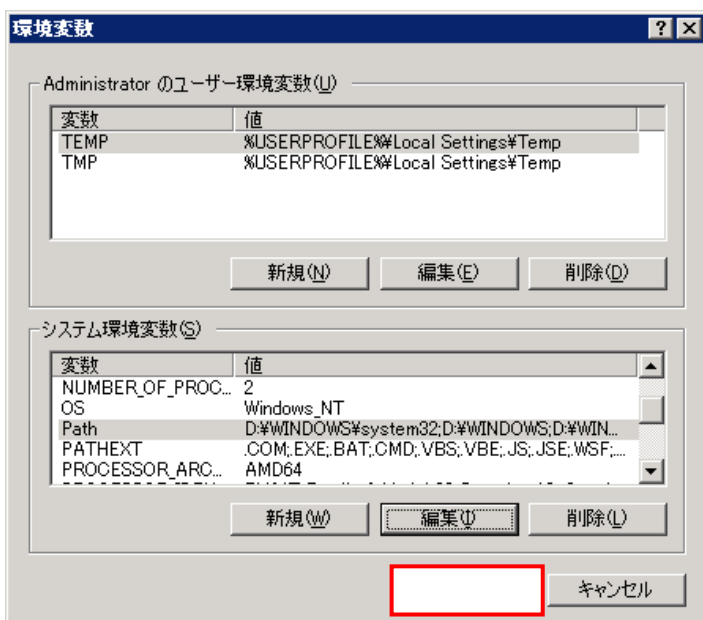 環境変数
Administrator のユーザー環境変数(U)
変数 値
TEMP %USERPROFILE%¥Local Settings¥Temp
TMP %USERPROFILE%¥Local Settings¥Temp
新規(N) 編集(E) 削除(D)
システム環境変数(S)
変数 値
NUMBER_OF_PROC... 2
OS Windows_NT
Path D:¥WINDOWS¥system32;D:¥WINDOWS;D:¥WIN...
PATHEXT .COM;.EXE;.BAT;.CMD;.VBS;.VBE;.JS;.JSE;.WSF;...
PROCESSOR_ARC... AMD64
新規(W) 編集(I) 削除(L)
キャンセル